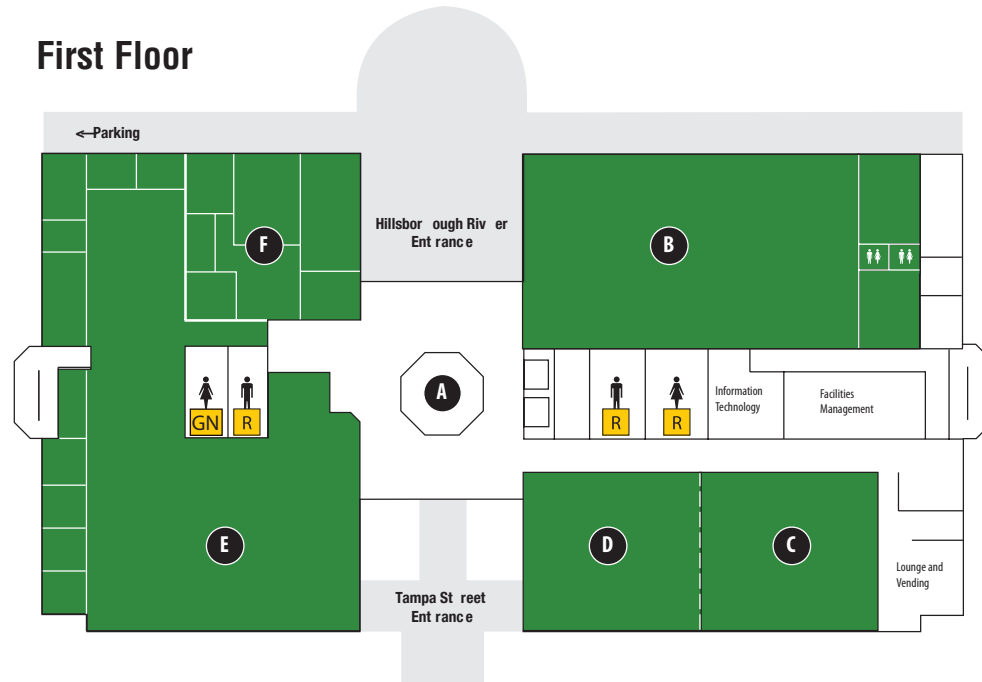 First Floor
←Parking
Hillsbor ough Riv er
Ent rance
F
B
A
GN
R
R
R
Information
Technology
Facilities
Management
E
D
C
Lounge and
Vending
Tampa St reet
Ent rance